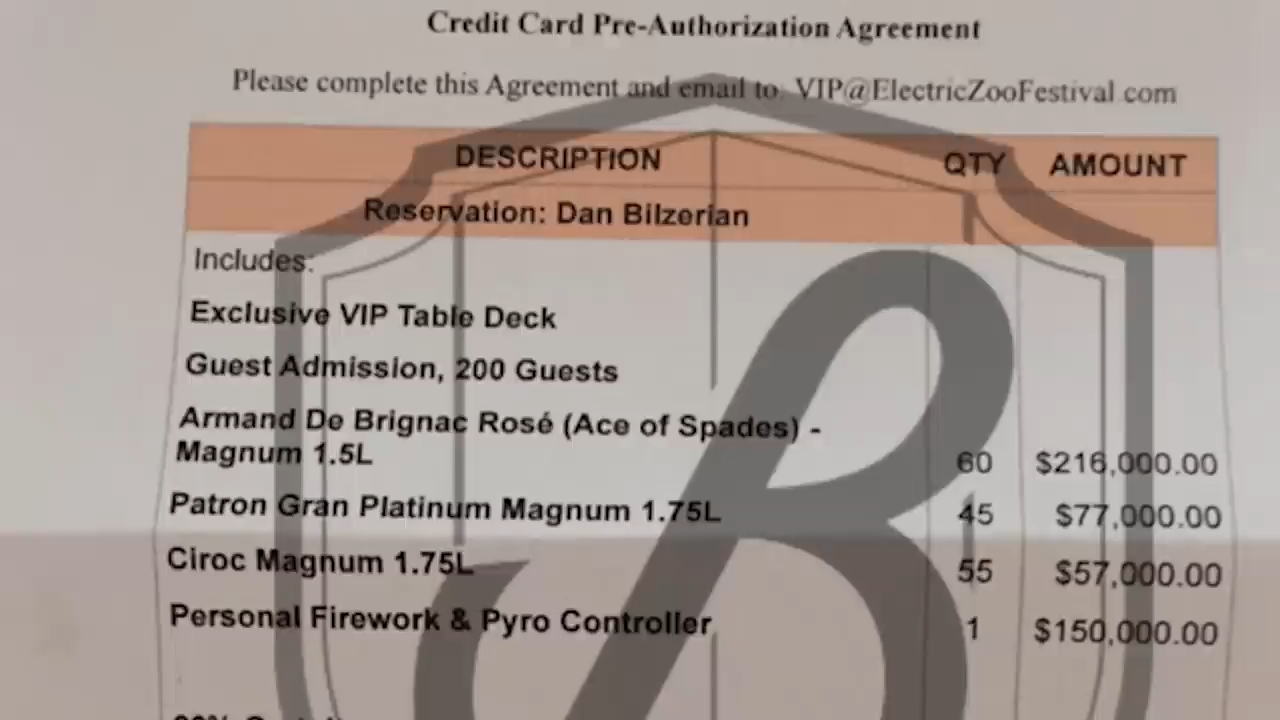 Credit Card Pre-Authorization Agreement
Please complete this Agreement and email to: VIP@ElectricZooFestival.com
DESCRIPTION QTY AMOUNT
Reservation: Dan Bilzerian
Includes:
Exclusive VIP Table Deck
Guest Admission, 200 Guests
Armand De Brignac Rosé (Ace of Spades) -
Magnum 1.5L 60 $216,000.00
Patron Gran Platinum Magnum 1.75L 45 $77,000.00
Ciroc Magnum 1.75L 55 $57,000.00
Personal Firework & Pyro Controller 1 $150,000.00